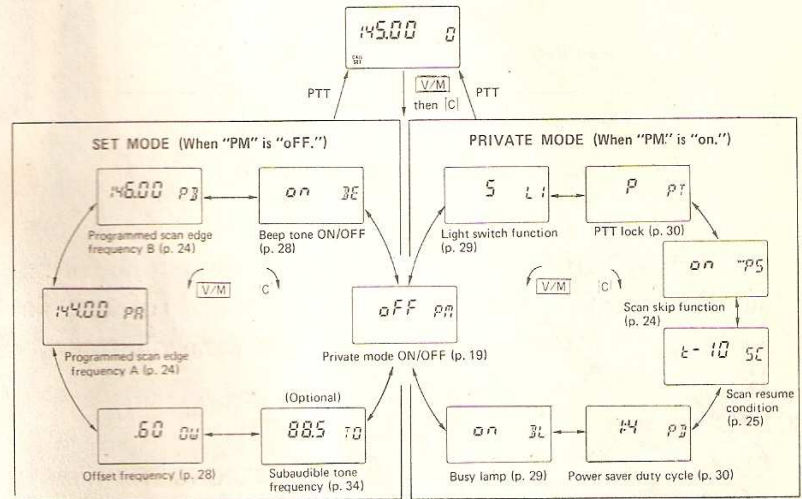 145.00 0
CALL
SET
PTT
V/M
then [C]
PTT
SET MODE (When "PM" is "oFF.")
146.00 PB
Programmed scan edge
frequency B (p. 24)
on BE
Beep tone ON/OFF
(p. 28)
V/M
C
144.00 PA
Programmed scan edge
frequency A (p. 24)
oFF PM
Private mode ON/OFF (p. 19)
.60 OW
Offset frequency (p. 28)
(Optional)
88.5 TO
Subaudible tone
frequency (p. 34)
PRIVATE MODE (When "PM" is "on.")
S LI
Light switch function
(p. 29)
P PT
PTT lock (p. 30)
V/M
[C]
on PS
Scan skip function
(p. 24)
t-10 SC
Scan resume
condition
(p. 25)
on BL
Busy lamp (p. 29)
1:4 PB
Power saver duty cycle (p. 30)